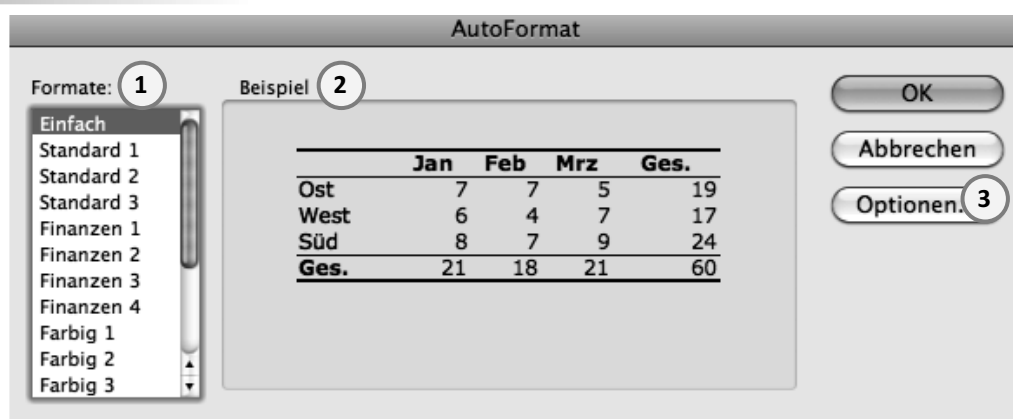 AutoFormat
Formate: 1
Beispiel 2
Einfach
Standard 1
Standard 2
Standard 3
Finanzen 1
Finanzen 2
Finanzen 3
Finanzen 4
Farbig 1
Farbig 2
Farbig 3
Jan Feb Mrz Ges.
Ost 7 7 5 19
West 6 4 7 17
Süd 8 7 9 24
Ges. 21 18 21 60
OK
Abbrechen
Optionen. 3